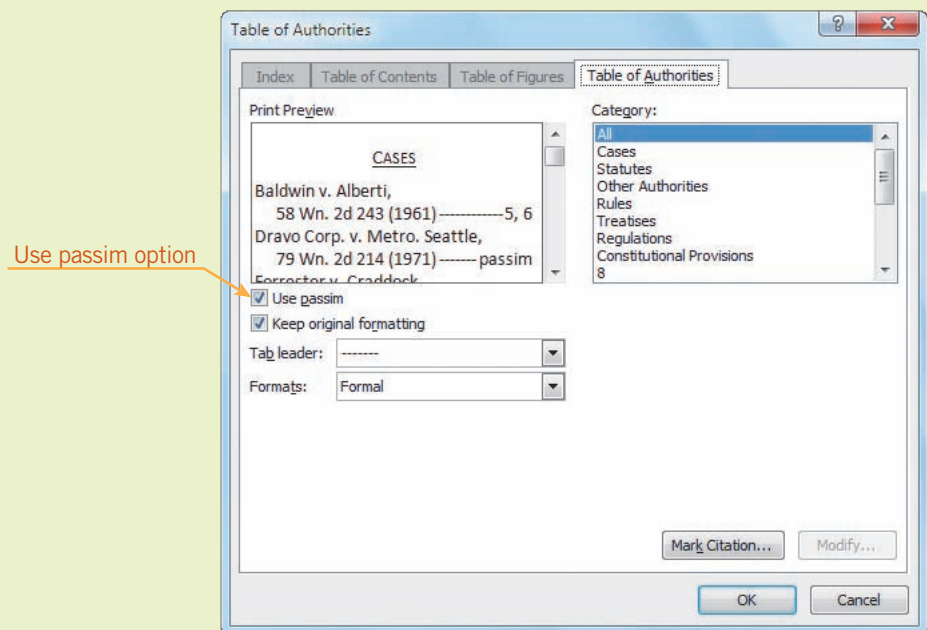 Table of Authorities
Index
Table of Contents
Table of Figures
Table of Authorities
Print Preview
CASES
Baldwin v. Alberti,
58 Wn. 2d 243 (1961)------------5, 6
Dravo Corp. v. Metro. Seattle,
79 Wn. 2d 214 (1971)------- passim
Forrester v. Craddock
Category:
All
Cases
Statutes
Other Authorities
Rules
Treatises
Regulations
Constitutional Provisions
8
Use passim option
Use passim
Keep original formatting
Tab leader: -------
Formats: Formal
Mark Citation...
Modify...
OK
Cancel